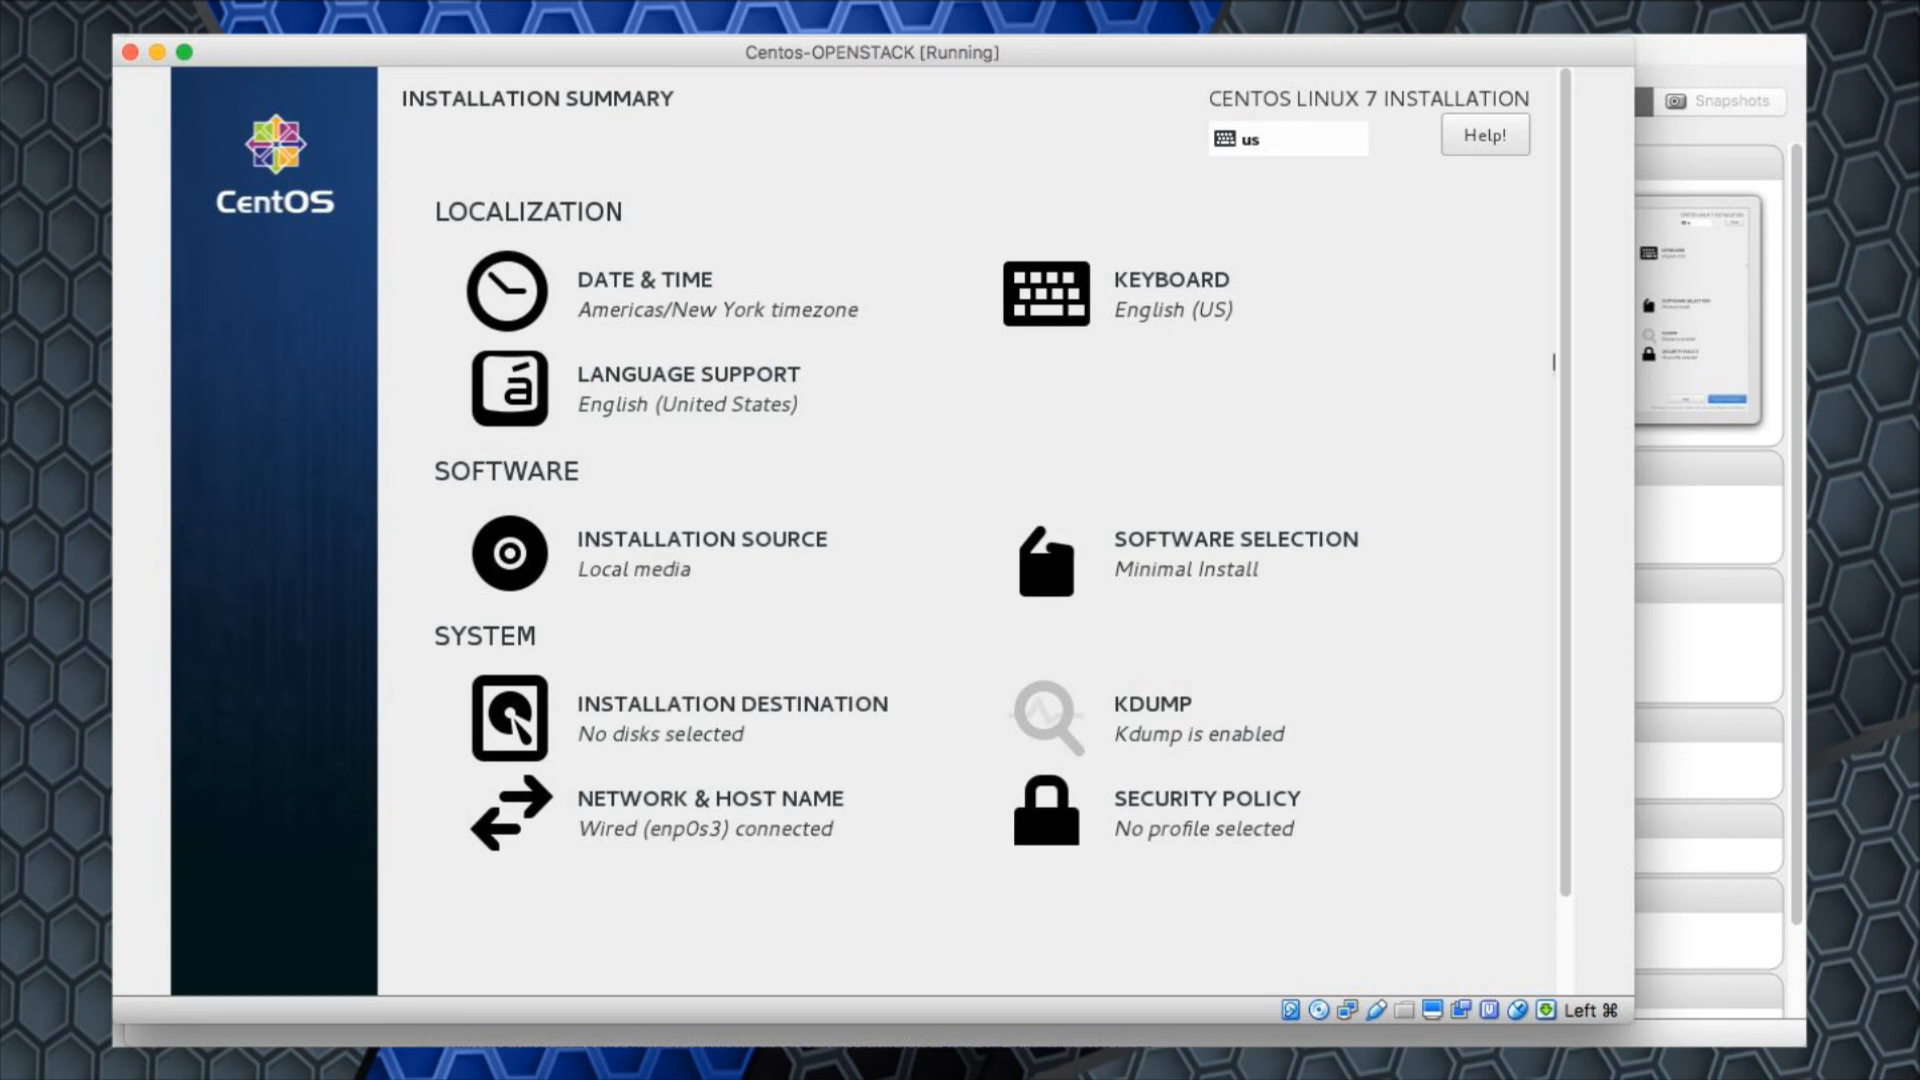 Centos-OPENSTACK [Running]
INSTALLATION SUMMARY
CENTOS LINUX 7 INSTALLATION
us
Help!
Snapshots
CentOS
LOCALIZATION
DATE & TIME
Americas/New York timezone
KEYBOARD
English (US)
LANGUAGE SUPPORT
English (United States)
SOFTWARE
INSTALLATION SOURCE
Local media
SOFTWARE SELECTION
Minimal Install
SYSTEM
INSTALLATION DESTINATION
No disks selected
KDUMP
Kdump is enabled
NETWORK & HOST NAME
Wired (enp0s3) connected
SECURITY POLICY
No profile selected
Left ⌘